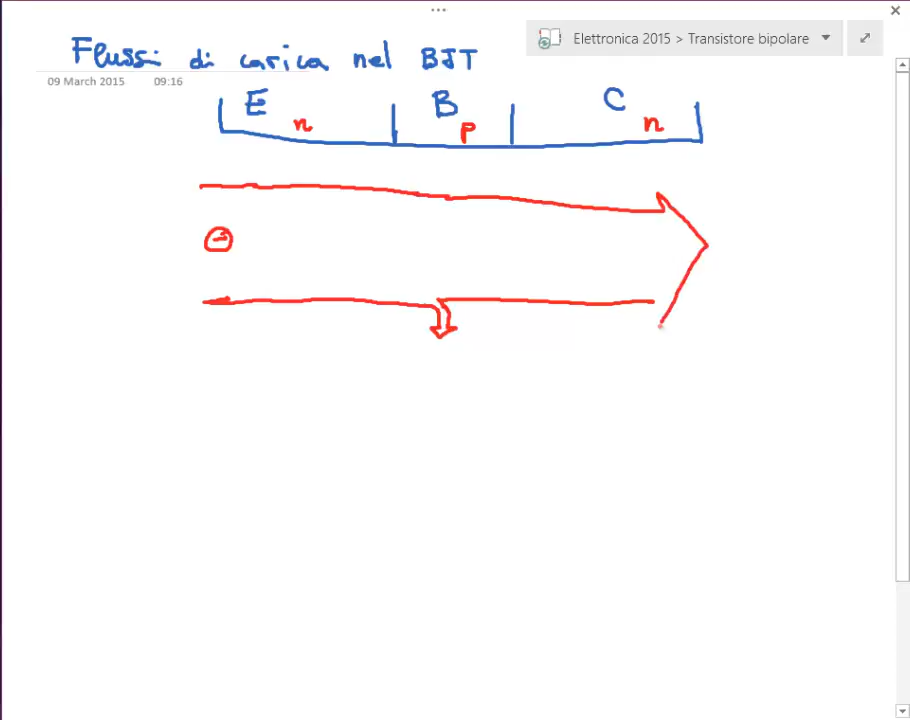 Elettronica 2015 > Transistore bipolare
Flussi di carica nel BJT
09 March 2015 09:16
E B C
n p n
−